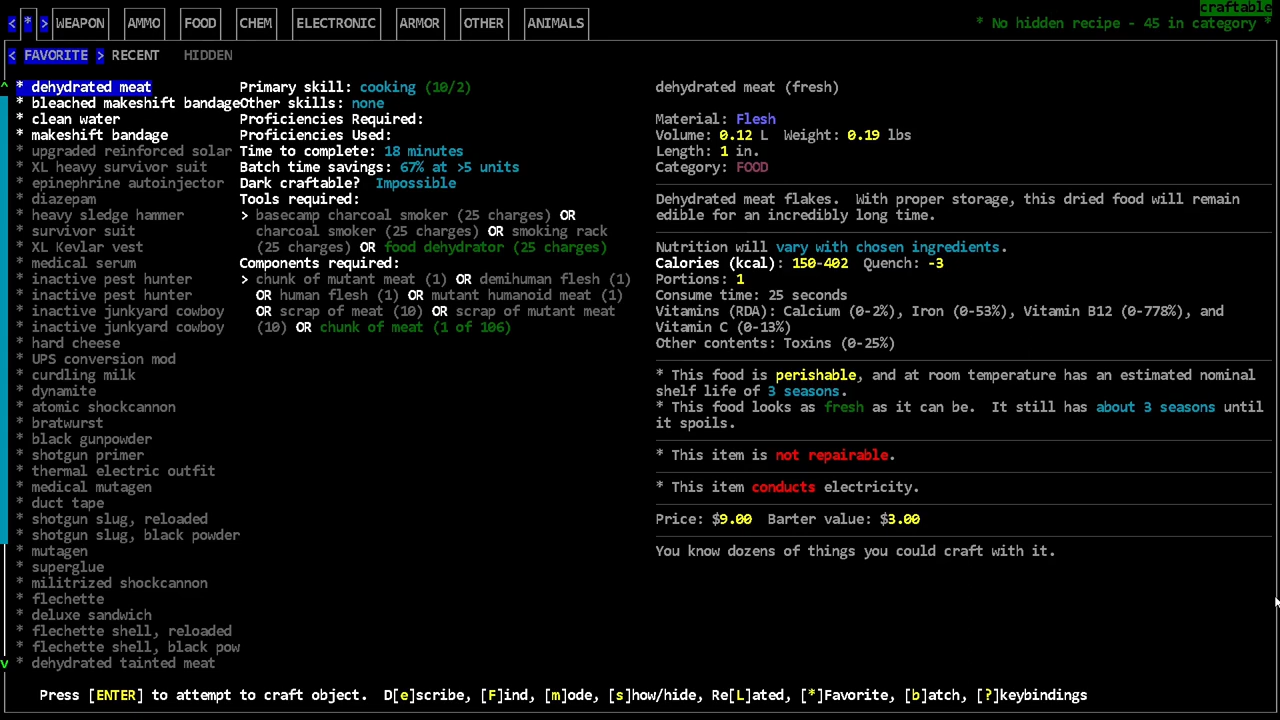 craftable
< * > WEAPON AMMO FOOD CHEM ELECTRONIC ARMOR OTHER ANIMALS * No hidden recipe - 45 in category *
< FAVORITE > RECENT HIDDEN
^ * dehydrated meat
* bleached makeshift bandage
* clean water
* makeshift bandage
* upgraded reinforced solar
* XL heavy survivor suit
* epinephrine autoinjector
* diazepam
* heavy sledge hammer
* survivor suit
* XL Kevlar vest
* medical serum
* inactive pest hunter
* inactive pest hunter
* inactive junkyard cowboy
* inactive junkyard cowboy
* hard cheese
* UPS conversion mod
* curdling milk
* dynamite
* atomic shockcannon
* bratwurst
* black gunpowder
* shotgun primer
* thermal electric outfit
* medical mutagen
* duct tape
* shotgun slug, reloaded
* shotgun slug, black powder
* mutagen
* superglue
* militrized shockcannon
* flechette
* deluxe sandwich
* flechette shell, reloaded
* flechette shell, black pow
v * dehydrated tainted meat
Primary skill: cooking (10/2)
Other skills: none
Proficiencies Required:
Proficiencies Used:
Time to complete: 18 minutes
Batch time savings: 67% at >5 units
Dark craftable? Impossible
Tools required:
> basecamp charcoal smoker (25 charges) OR
charcoal smoker (25 charges) OR smoking rack
(25 charges) OR food dehydrator (25 charges)
Components required:
> chunk of mutant meat (1) OR demihuman flesh (1)
OR human flesh (1) OR mutant humanoid meat (1)
OR scrap of meat (10) OR scrap of mutant meat
(10) OR chunk of meat (1 of 106)
dehydrated meat (fresh)
Material: Flesh
Volume: 0.12 L Weight: 0.19 lbs
Length: 1 in.
Category: FOOD
Dehydrated meat flakes. With proper storage, this dried food will remain
edible for an incredibly long time.
Nutrition will vary with chosen ingredients.
Calories (kcal): 150-402 Quench: -3
Portions: 1
Consume time: 25 seconds
Vitamins (RDA): Calcium (0-2%), Iron (0-53%), Vitamin B12 (0-778%), and
Vitamin C (0-13%)
Other contents: Toxins (0-25%)
* This food is perishable, and at room temperature has an estimated nominal
shelf life of 3 seasons.
* This food looks as fresh as it can be. It still has about 3 seasons until
it spoils.
* This item is not repairable.
* This item conducts electricity.
Price: $9.00 Barter value: $3.00
You know dozens of things you could craft with it.
Press [ENTER] to attempt to craft object. D[e]scribe, [F]ind, [m]ode, [s]how/hide, Re[L]ated, [*]Favorite, [b]atch, [?]keybindings